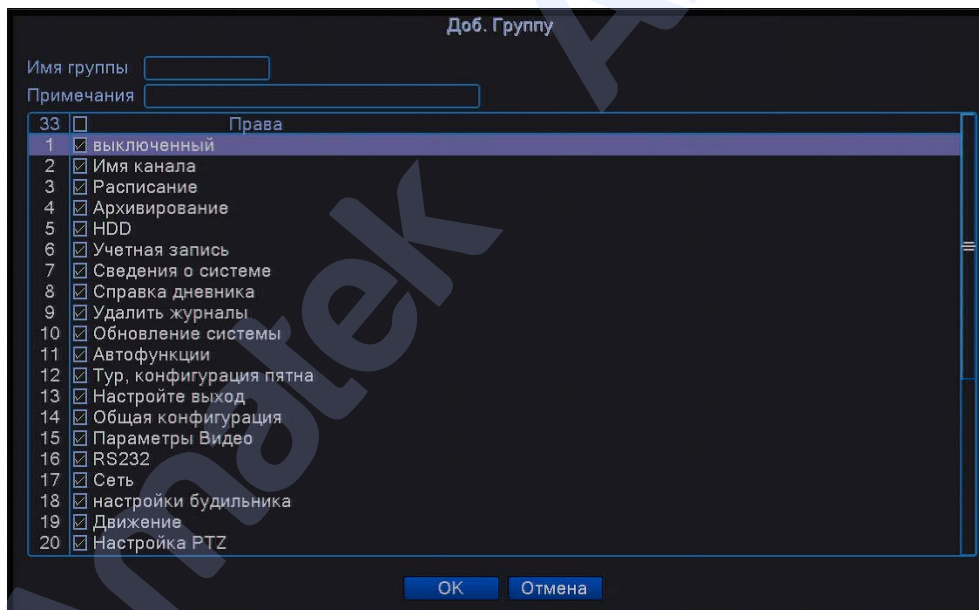 Доб. Группу
Имя группы
Примечания
33 Права
1 выключенный
2 Имя канала
3 Расписание
4 Архивирование
5 HDD
6 Учетная запись
7 Сведения о системе
8 Справка дневника
9 Удалить журналы
10 Обновление системы
11 Автофункции
12 Тур, конфигурация пятна
13 Настройте выход
14 Общая конфигурация
15 Параметры Видео
16 RS232
17 Сеть
18 настройки будильника
19 Движение
20 Настройка PTZ
OK Отмена
Amatek